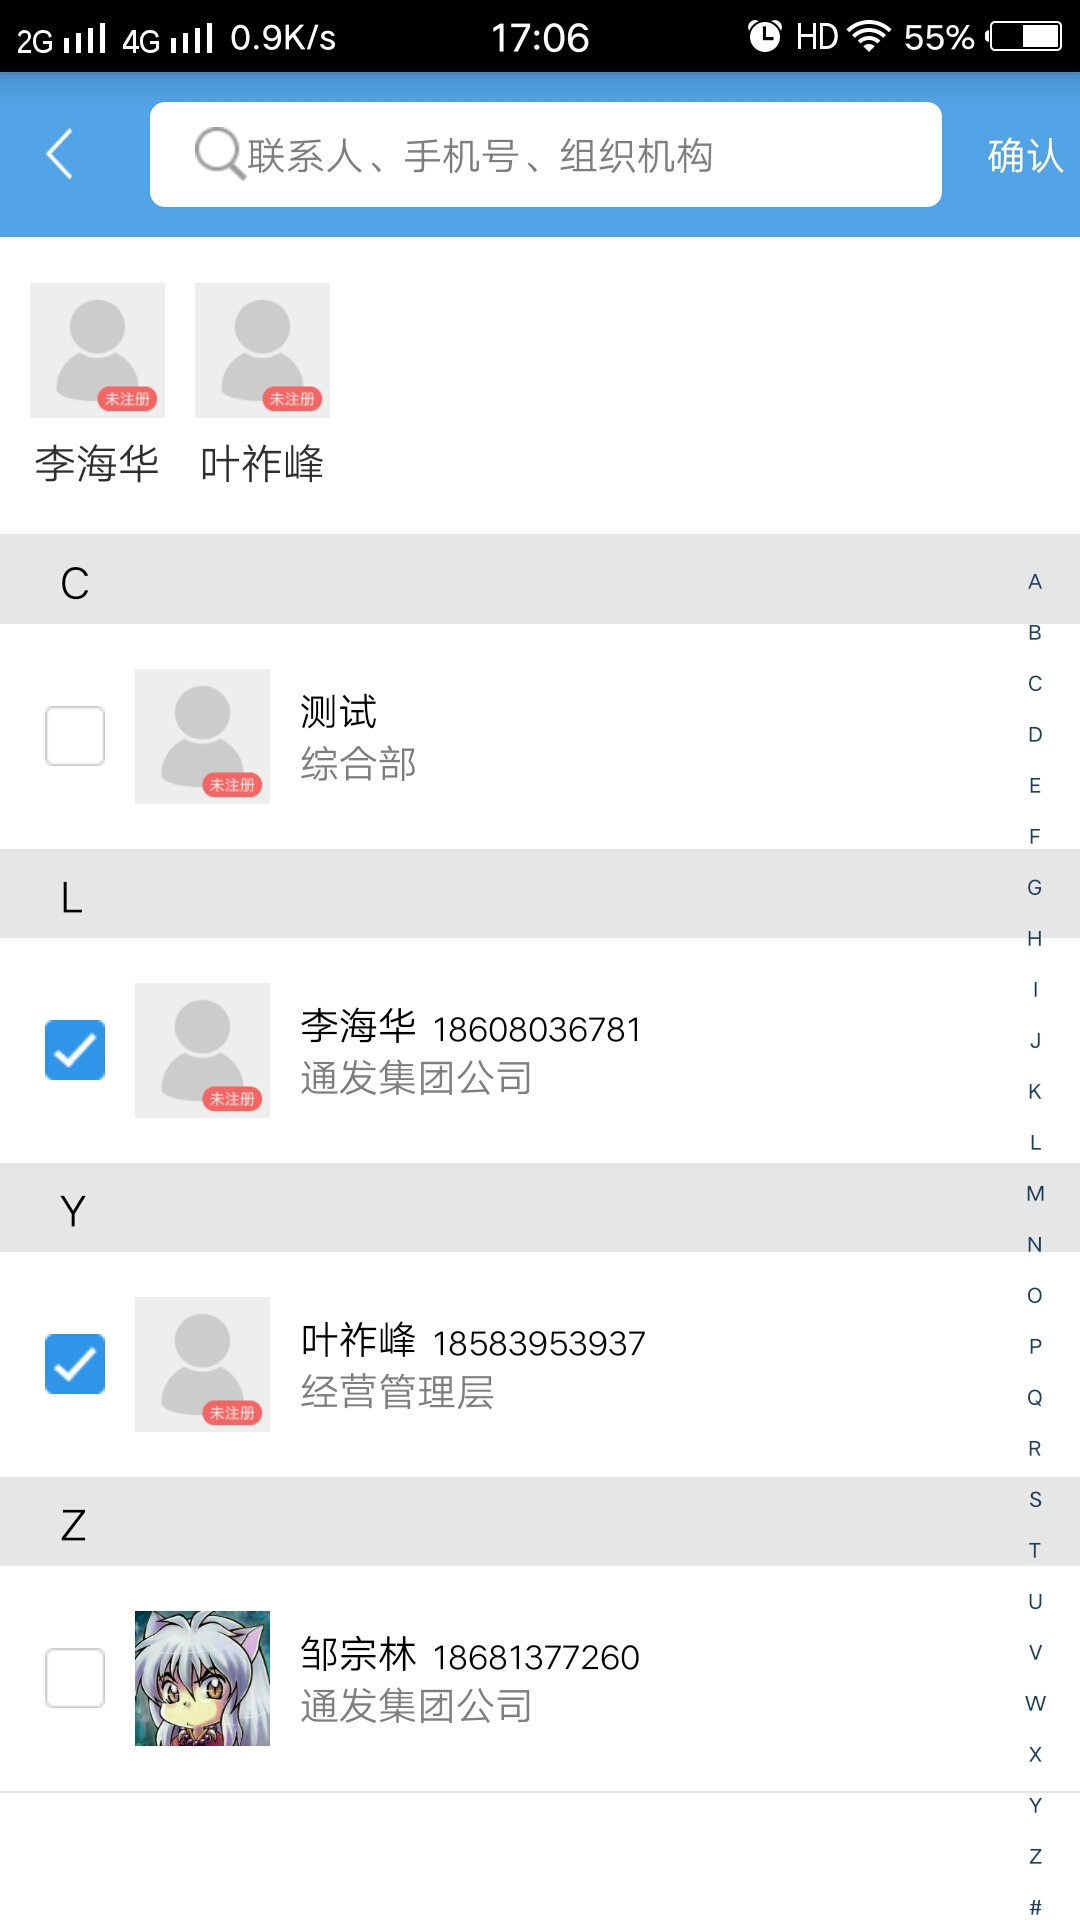 2G 4G 0.9K/s 17:06 HD 55%
联系人、手机号、组织机构 确认
未注册 未注册
李海华 叶祚峰
C
测试
综合部
未注册
L
李海华 18608036781
通发集团公司
未注册
Y
叶祚峰 18583953937
经营管理层
未注册
Z
邹宗林 18681377260
通发集团公司
A
B
C
D
E
F
G
H
I
J
K
L
M
N
O
P
Q
R
S
T
U
V
W
X
Y
Z
#